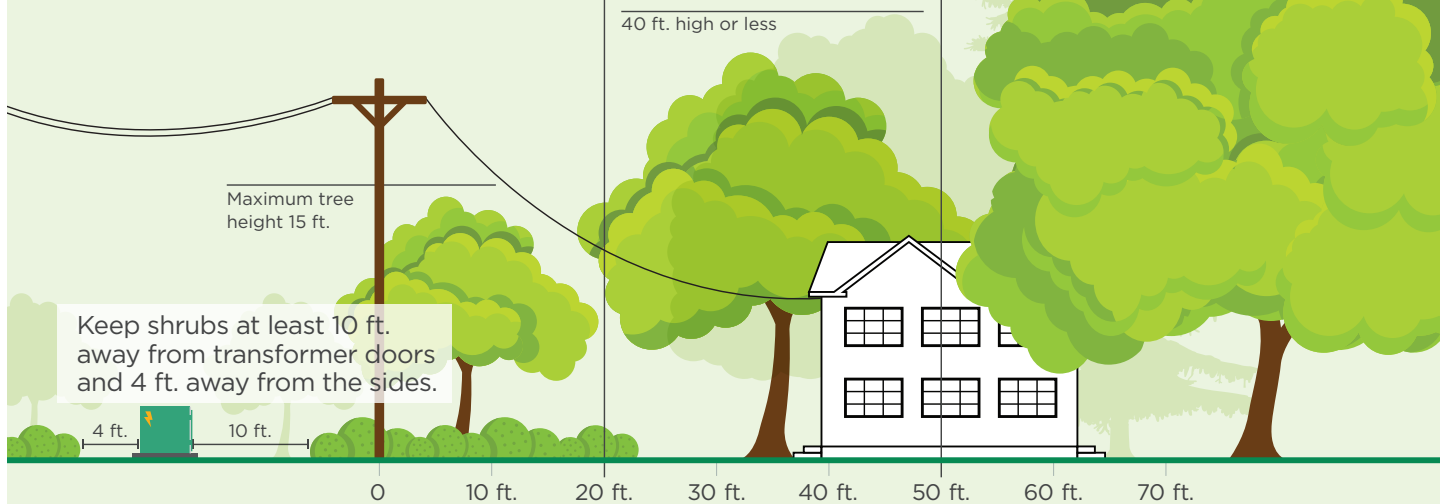 40 ft. high or less
Maximum tree
height 15 ft.
Keep shrubs at least 10 ft.
away from transformer doors
and 4 ft. away from the sides.
4 ft.
10 ft.
0
10 ft.
20 ft.
30 ft.
40 ft.
50 ft.
60 ft.
70 ft.